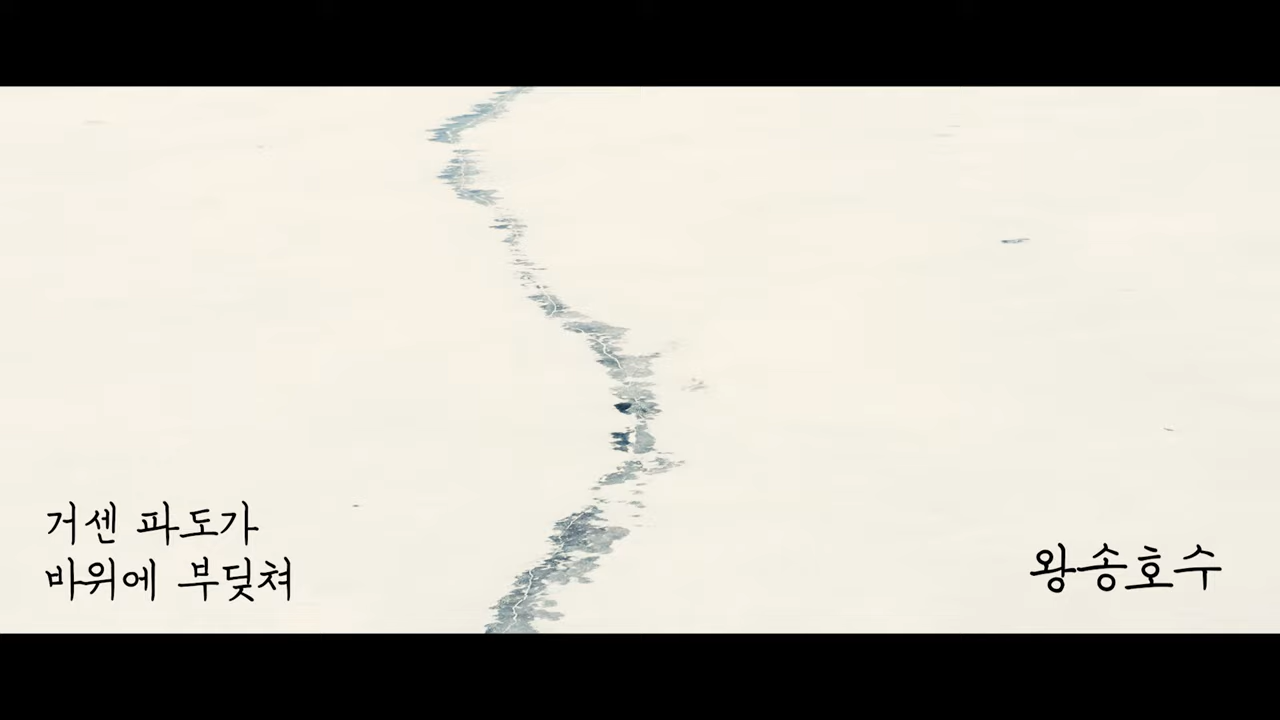 거센 파도가
바위에 부딪쳐
왕송호수